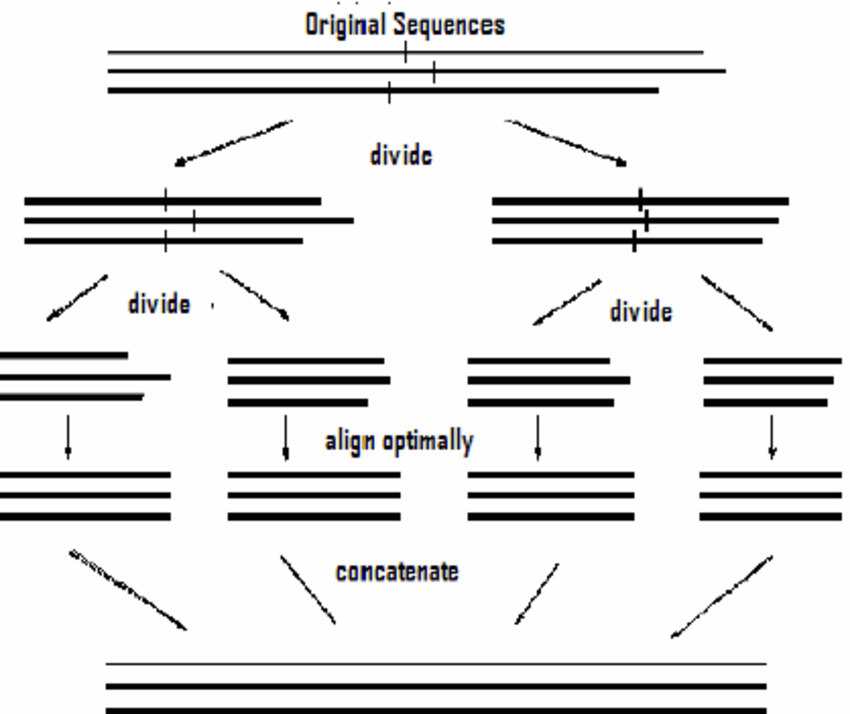 Original Sequences
divide
divide
divide
align optimally
concatenate